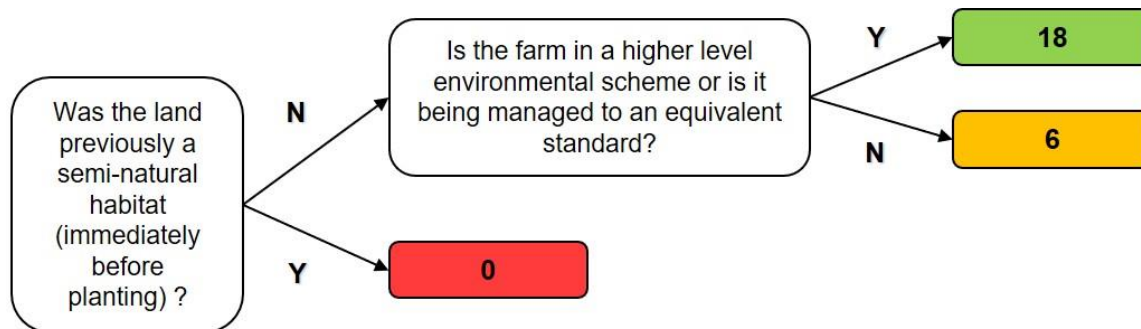 Was the land
previously a
semi-natural
habitat
(immediately
before
planting) ?
N
Y
Is the farm in a higher level
environmental scheme or is it
being managed to an equivalent
standard?
0
Y
N
18
6